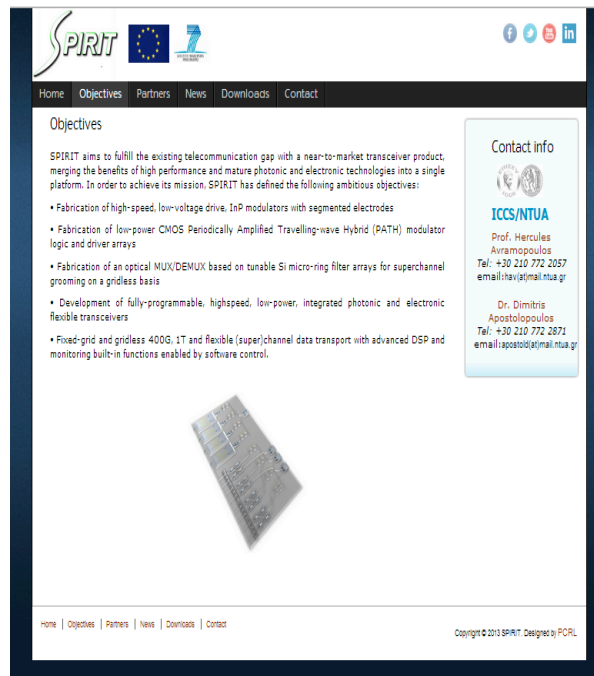 SPIRIT
Home Objectives Partners News Downloads Contact
Objectives
SPIRIT aims to fulfill the existing telecommunication gap with a near-to-market transceiver product,
merging the benefits of high performance and mature photonic and electronic technologies into a single
platform. In order to achieve its mission, SPIRIT has defined the following ambitious objectives:
• Fabrication of high-speed, low-voltage drive, InP modulators with segmented electrodes
• Fabrication of low-power CMOS Periodically Amplified Travelling-wave Hybrid (PATH) modulator
logic and driver arrays
• Fabrication of an optical MUX/DEMUX based on tunable Si micro-ring filter arrays for superchannel
grooming on a gridless basis
• Development of fully-programmable, highspeed, low-power, integrated photonic and electronic
flexible transceivers
• Fixed-grid and gridless 400G, 1T and flexible (super)channel data transport with advanced DSP and
monitoring built-in functions enabled by software control.
Contact info
ICCS/NTUA
Prof. Hercules
Avramopoulos
Tel: +30 210 772 2057
email:hav(at)mail.ntua.gr
Dr. Dimitris
Apostolopoulos
Tel: +30 210 772 2871
email:apostold(at)mail.ntua.gr
Home | Objectives | Partners | News | Downloads | Contact
Copyright © 2013 SPIRIT. Designed by PCRL